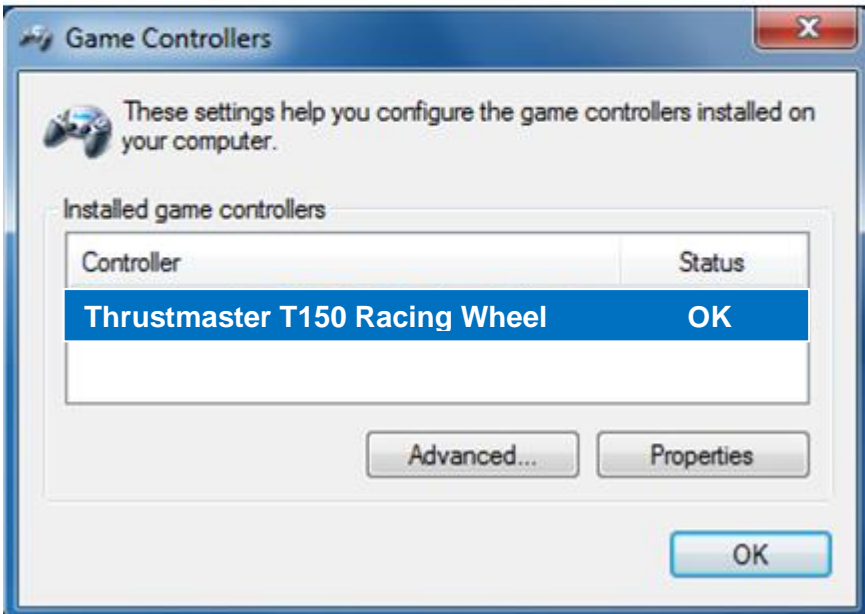 Game Controllers
These settings help you configure the game controllers installed on
your computer.
Installed game controllers
Controller Status
Thrustmaster T150 Racing Wheel OK
Advanced... Properties
OK